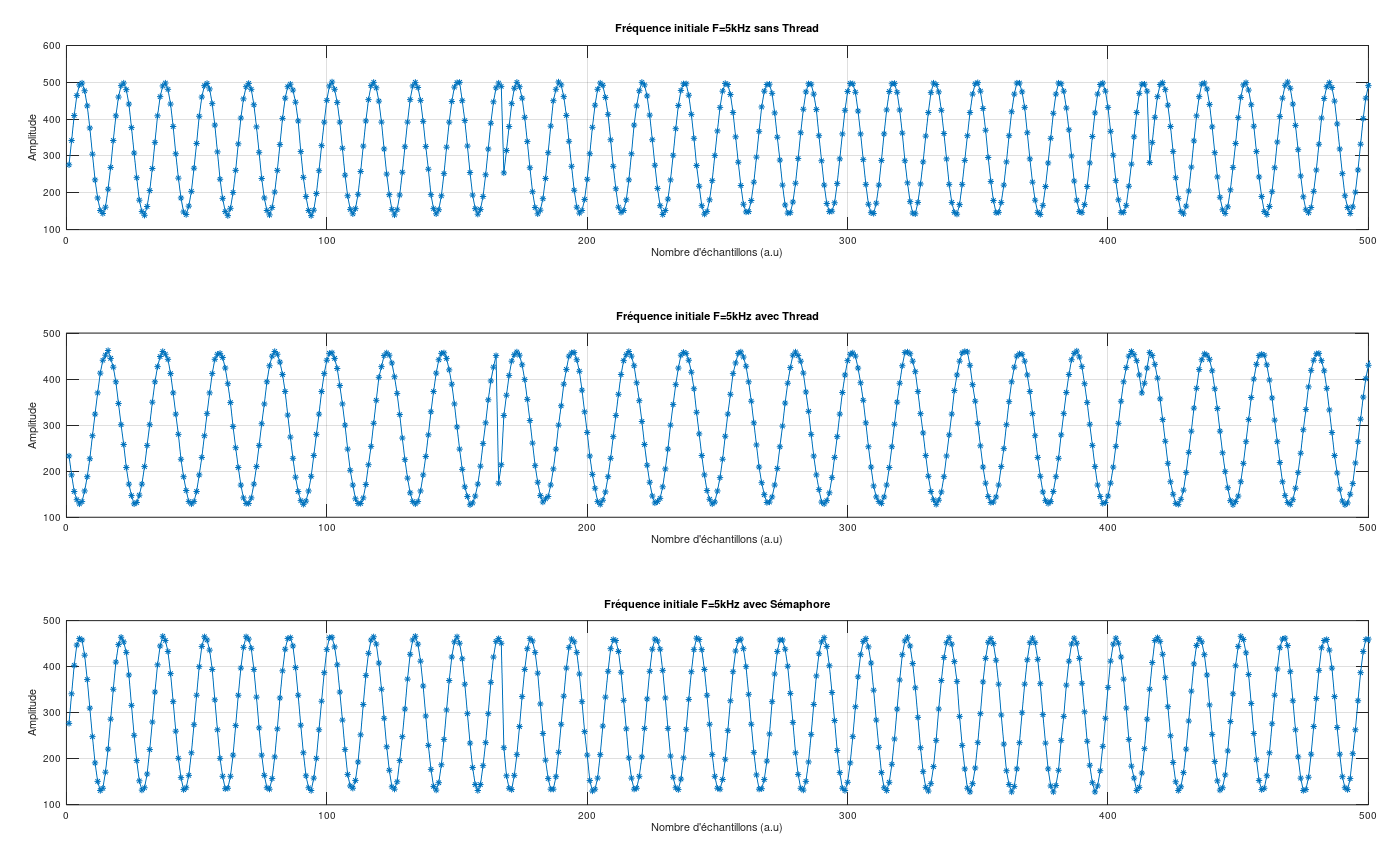 Fréquence initiale F=5kHz sans Thread
600
500
400
300
200
100
Amplitude
0 100 200 300 400 500
Nombre d'échantillons (a.u)
Fréquence initiale F=5kHz avec Thread
500
400
300
200
100
Amplitude
0 100 200 300 400 500
Nombre d'échantillons (a.u)
Fréquence initiale F=5kHz avec Sémaphore
500
400
300
200
100
Amplitude
0 100 200 300 400 500
Nombre d'échantillons (a.u)